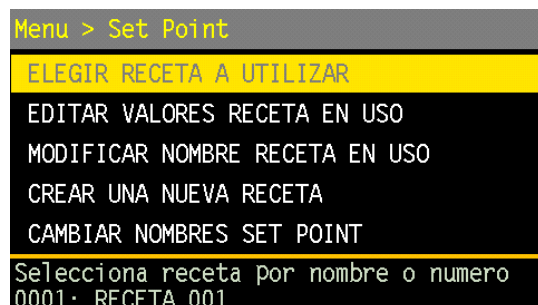 Menu > Set Point
ELEGIR RECETA A UTILIZAR
EDITAR VALORES RECETA EN USO
MODIFICAR NOMBRE RECETA EN USO
CREAR UNA NUEVA RECETA
CAMBIAR NOMBRES SET POINT
Selecciona receta por nombre o numero
0001: RECETA 001